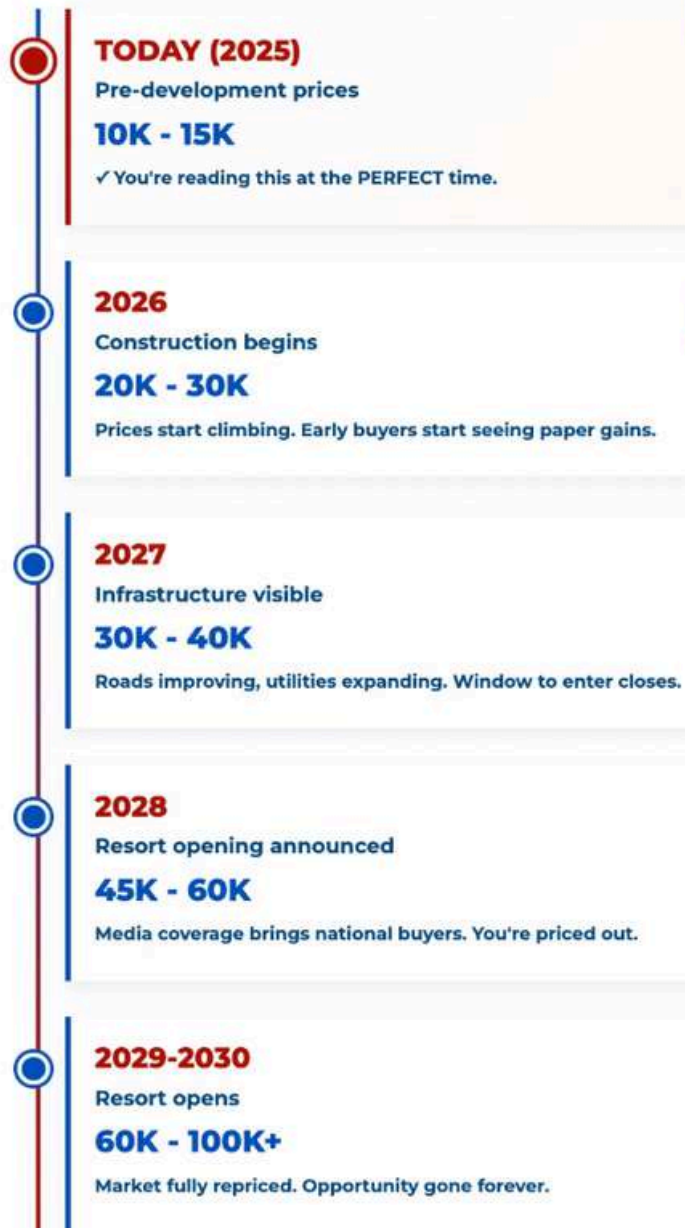 TODAY (2025)
Pre-development prices
10K - 15K
✓ You're reading this at the PERFECT time.
2026
Construction begins
20K - 30K
Prices start climbing. Early buyers start seeing paper gains.
2027
Infrastructure visible
30K - 40K
Roads improving, utilities expanding. Window to enter closes.
2028
Resort opening announced
45K - 60K
Media coverage brings national buyers. You're priced out.
2029-2030
Resort opens
60K - 100K+
Market fully repriced. Opportunity gone forever.